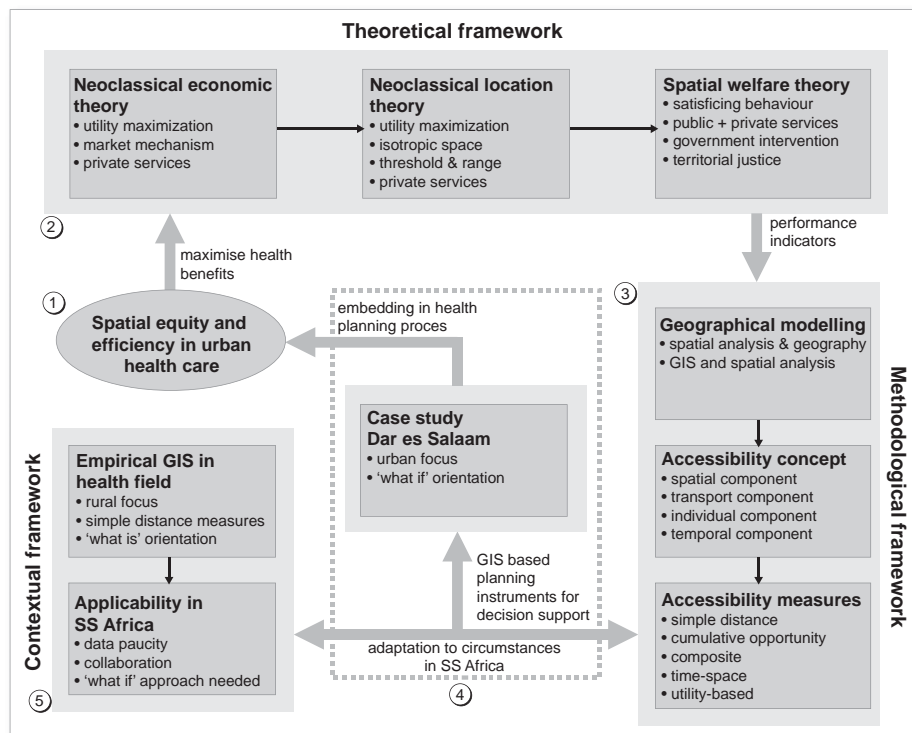 Theoretical framework
Neoclassical economic
theory
• utility maximization
• market mechanism
• private services
Neoclassical location
theory
• utility maximization
• isotropic space
• threshold & range
• private services
Spatial welfare theory
• satisficing behaviour
• public + private services
• government intervention
• territorial justice
2
maximise health
benefits
performance
indicators
1
Spatial equity and
efficiency in urban
health care
embedding in health
planning proces
3
Geographical modelling
• spatial analysis & geography
• GIS and spatial analysis
Methodological framework
Case study
Dar es Salaam
• urban focus
• ‘what if’ orientation
Contextual framework
Empirical GIS in
health field
• rural focus
• simple distance measures
• ‘what is’ orientation
Accessibility concept
• spatial component
• transport component
• individual component
• temporal component
GIS based
planning
instruments for
decision support
Applicability in
SS Africa
• data paucity
• collaboration
• ‘what if’ approach needed
5
adaptation to circumstances
in SS Africa
4
Accessibility measures
• simple distance
• cumulative opportunity
• composite
• time-space
• utility-based